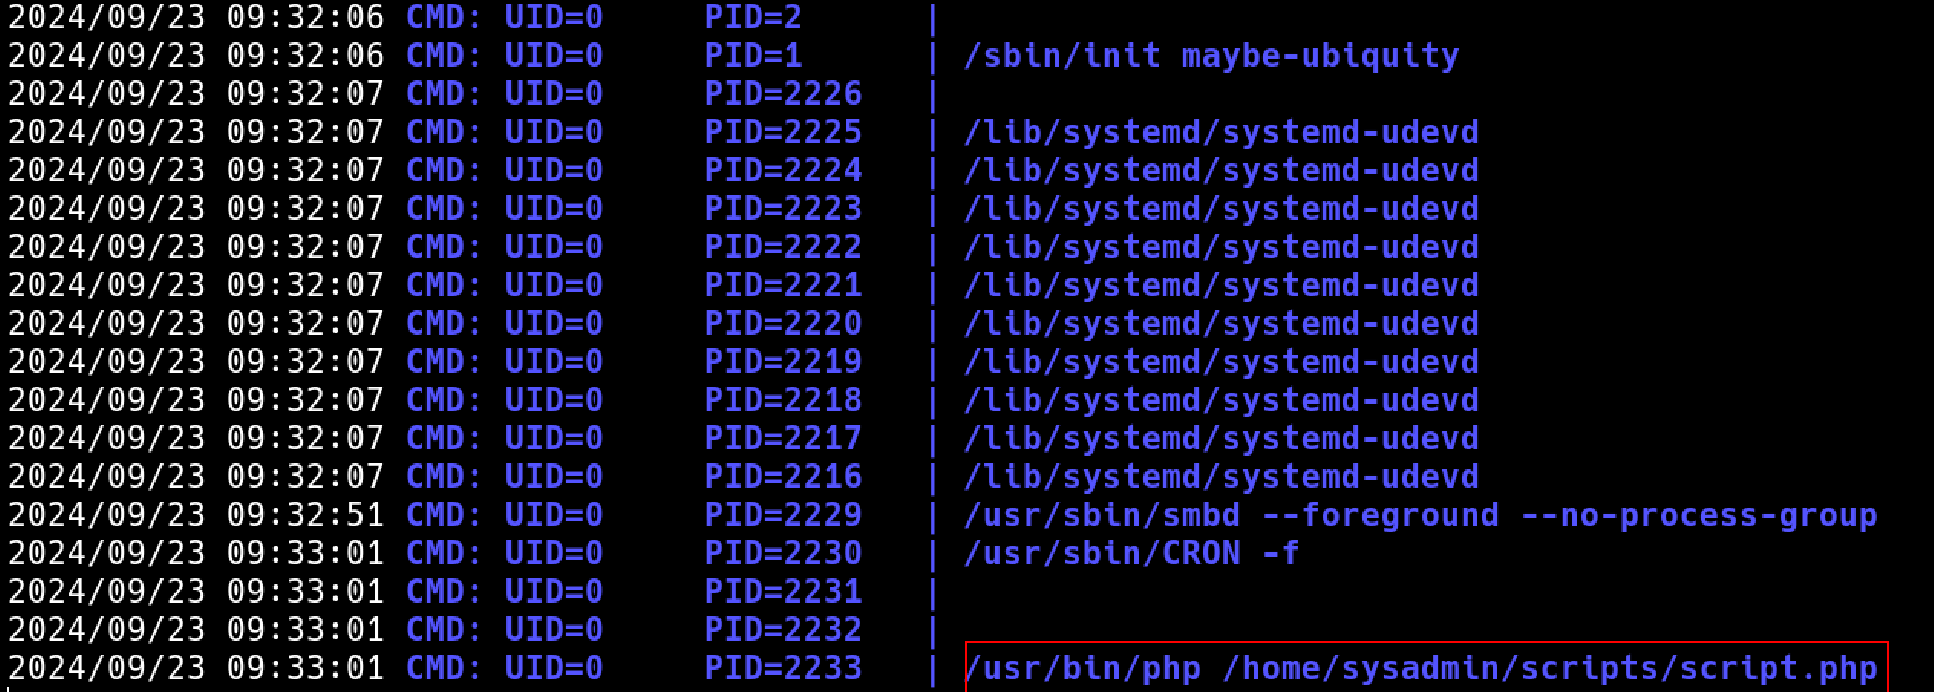 2024/09/23 09:32:06 CMD: UID=0     PID=2      |
2024/09/23 09:32:06 CMD: UID=0     PID=1      | /sbin/init maybe-ubiquity
2024/09/23 09:32:07 CMD: UID=0     PID=2226   |
2024/09/23 09:32:07 CMD: UID=0     PID=2225   | /lib/systemd/systemd-udevd
2024/09/23 09:32:07 CMD: UID=0     PID=2224   | /lib/systemd/systemd-udevd
2024/09/23 09:32:07 CMD: UID=0     PID=2223   | /lib/systemd/systemd-udevd
2024/09/23 09:32:07 CMD: UID=0     PID=2222   | /lib/systemd/systemd-udevd
2024/09/23 09:32:07 CMD: UID=0     PID=2221   | /lib/systemd/systemd-udevd
2024/09/23 09:32:07 CMD: UID=0     PID=2220   | /lib/systemd/systemd-udevd
2024/09/23 09:32:07 CMD: UID=0     PID=2219   | /lib/systemd/systemd-udevd
2024/09/23 09:32:07 CMD: UID=0     PID=2218   | /lib/systemd/systemd-udevd
2024/09/23 09:32:07 CMD: UID=0     PID=2217   | /lib/systemd/systemd-udevd
2024/09/23 09:32:07 CMD: UID=0     PID=2216   | /lib/systemd/systemd-udevd
2024/09/23 09:32:51 CMD: UID=0     PID=2229   | /usr/sbin/smbd --foreground --no-process-group
2024/09/23 09:33:01 CMD: UID=0     PID=2230   | /usr/sbin/CRON -f
2024/09/23 09:33:01 CMD: UID=0     PID=2231   |
2024/09/23 09:33:01 CMD: UID=0     PID=2232   |
2024/09/23 09:33:01 CMD: UID=0     PID=2233   | /usr/bin/php /home/sysadmin/scripts/script.php